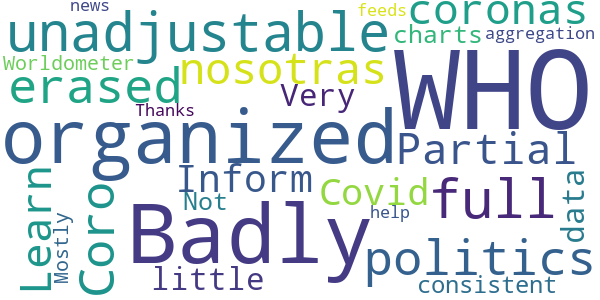 news
feeds
coronas
unadjustable
charts
aggregation
Worldometer
nosotras
erased
WHO
Very
Thanks
organized
Partial
Inform
Learn
Coro
Covid
full
data
Not
help
Mostly
Badly
politics
little
consistent